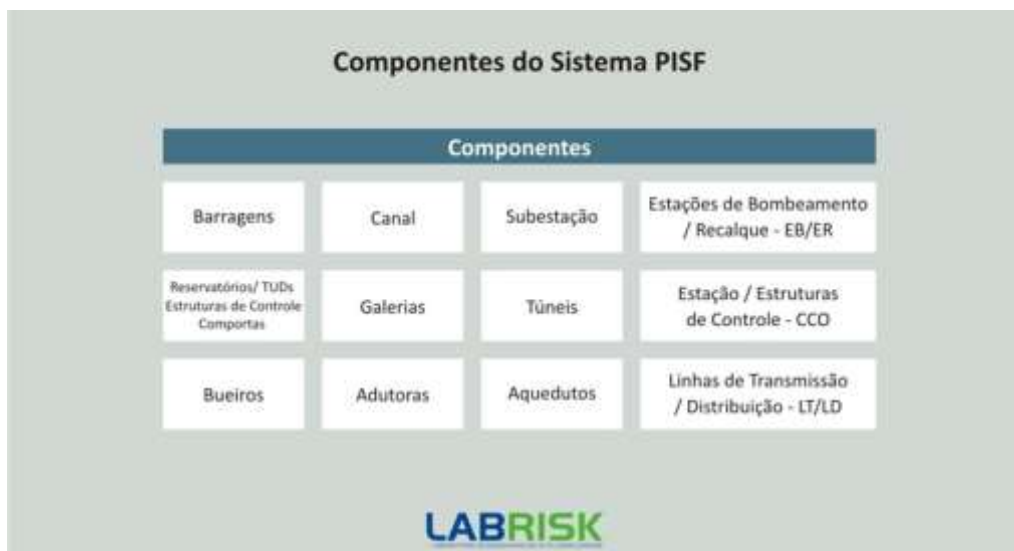 Componentes do Sistema PISF
Componentes
Barragens
Canal
Subestação
Estações de Bombeamento
/ Recalque - EB/ER
Reservatórios/ TUDs
Estruturas de Controle
Comportas
Galerias
Túneis
Estação / Estruturas
de Controle - CCO
Bueiros
Adutoras
Aquedutos
Linhas de Transmissão
/ Distribuição - LT/LD
LABRISK